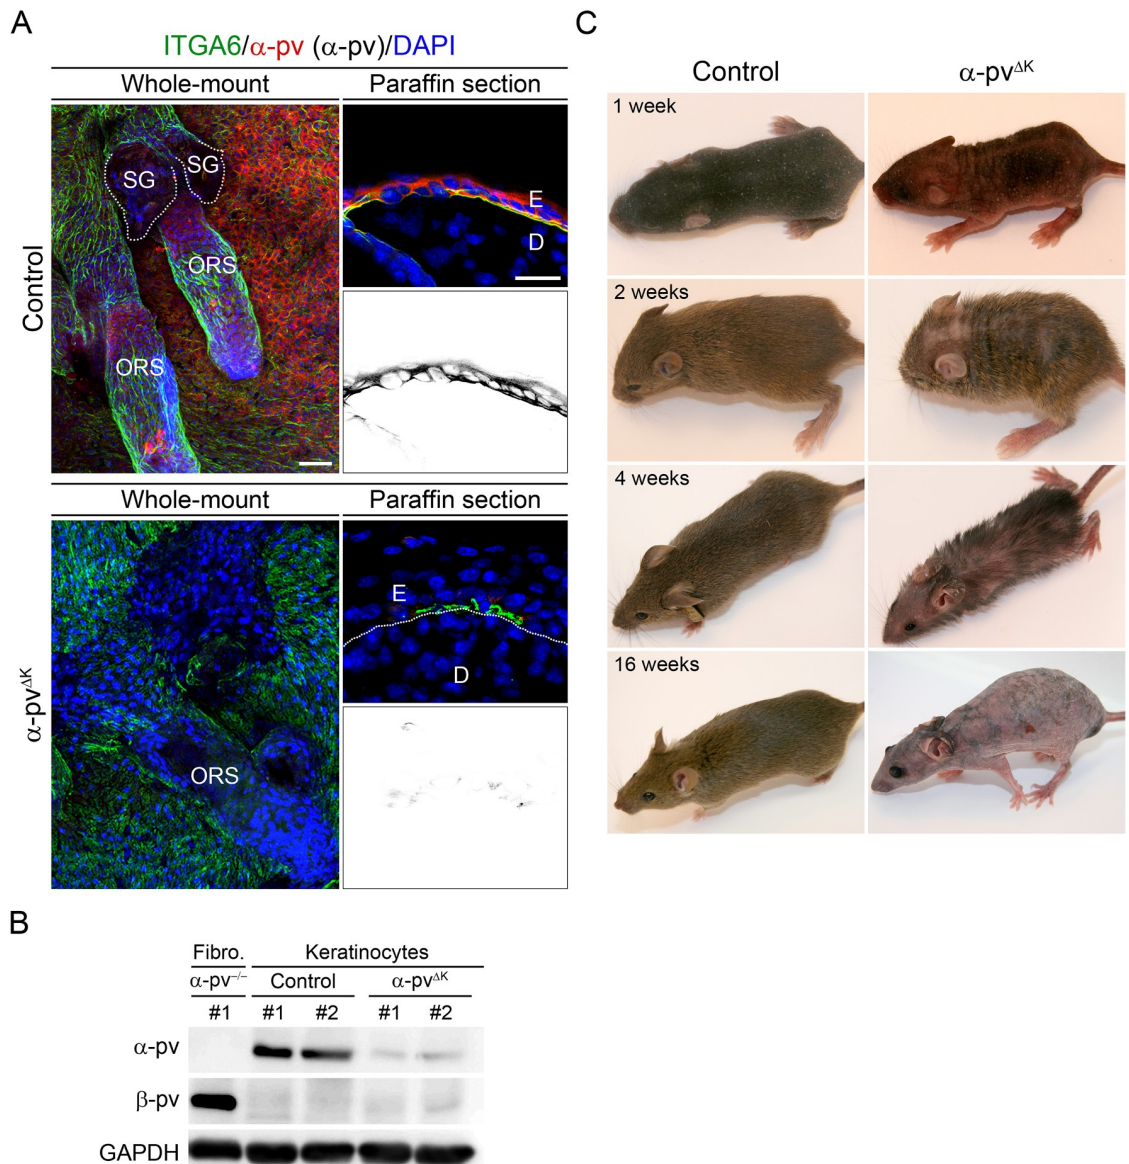 A
ITGA6/α-pv (α-pv)/DAPI
Whole-mount
Paraffin section
Control
SG
SG
ORS
ORS
E
D
Whole-mount
Paraffin section
α-pvΔK
ORS
E
D
B
Fibro.
Keratinocytes
α-pv–/–
Control
α-pvΔK
#1
#1
#2
#1
#2
α-pv
β-pv
GAPDH
C
Control
α-pvΔK
1 week
2 weeks
4 weeks
16 weeks